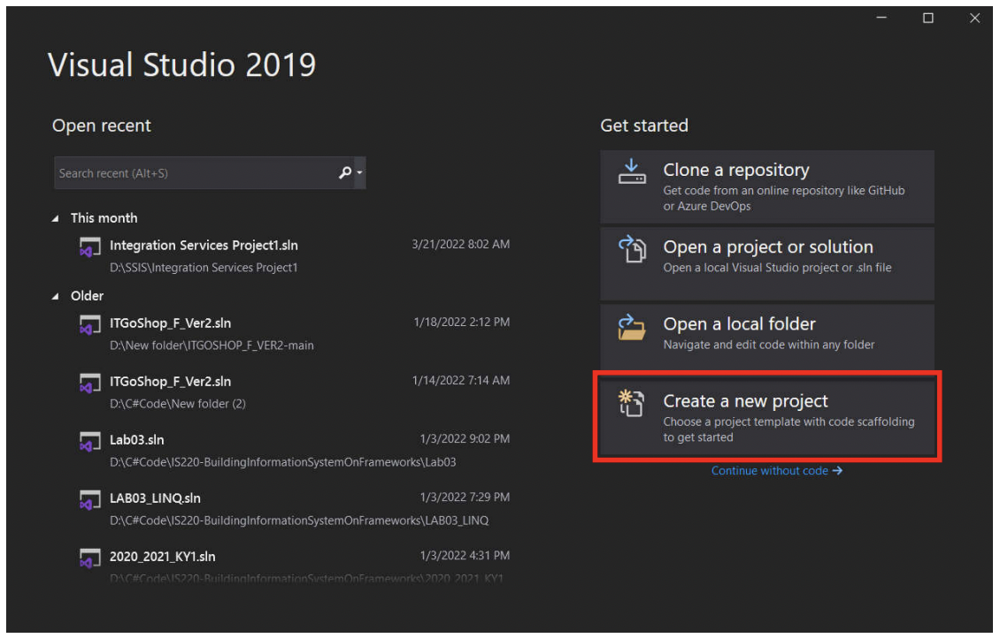 Visual Studio 2019
Open recent
Search recent (Alt+S)
This month
Integration Services Project1.sln 3/21/2022 8:02 AM
D:\SSIS\Integration Services Project1
Older
ITGoShop_F_Ver2.sln 1/18/2022 2:12 PM
D:\New folder\ITGOSHOP_F_VER2-main
ITGoShop_F_Ver2.sln 1/14/2022 7:14 AM
D:\C#Code\New folder (2)
Lab03.sln 1/3/2022 9:02 PM
D:\C#Code\IS220-BuildingInformationSystemOnFrameworks\Lab03
LAB03_LINQ.sln 1/3/2022 7:29 PM
D:\C#Code\IS220-BuildingInformationSystemOnFrameworks\LAB03_LINQ
2020_2021_KY1.sln 1/3/2022 4:31 PM
D:\C#Code\IS220-BuildingInformationSystemOnFrameworks\2020_2021_KY1
Get started
Clone a repository
Get code from an online repository like GitHub
or Azure DevOps
Open a project or solution
Open a local Visual Studio project or .sln file
Open a local folder
Navigate and edit code within any folder
Create a new project
Choose a project template with code scaffolding
to get started
Continue without code →